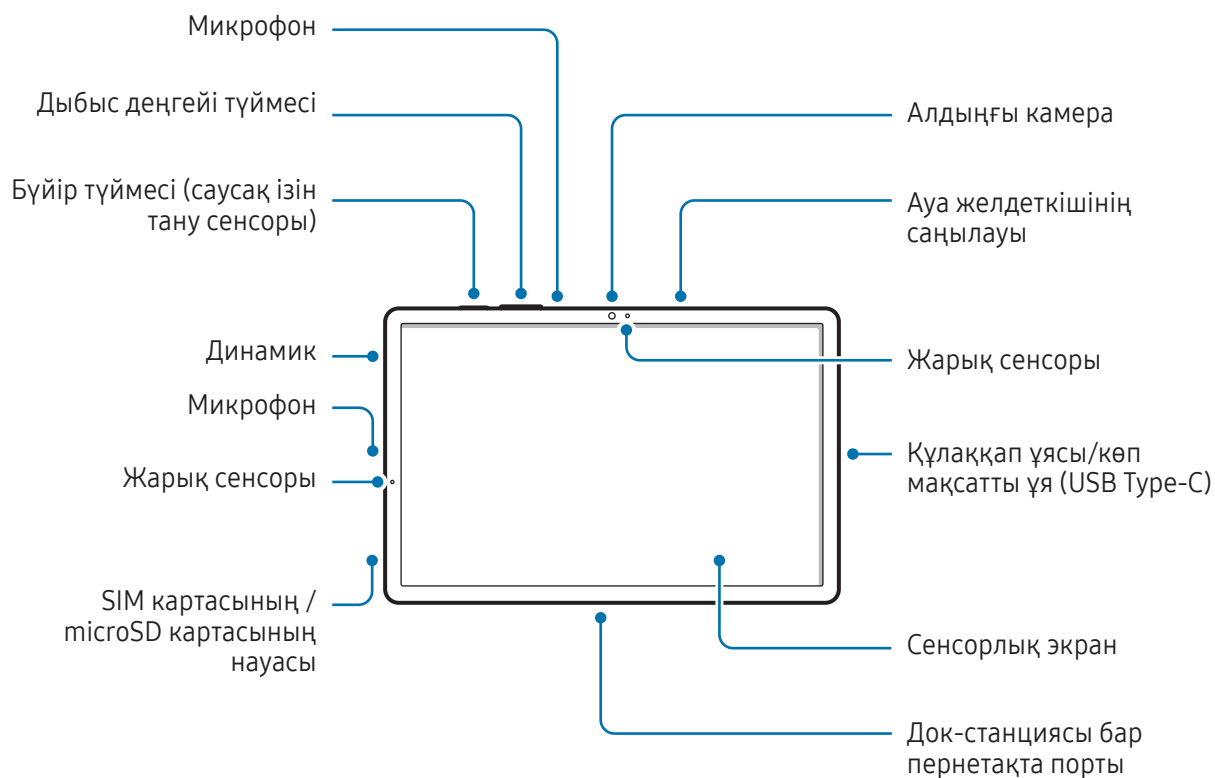 Микрофон
Дыбыс деңгейі түймесі
Бүйір түймесі (саусақ ізін
тану сенсоры)
Динамик
Микрофон
Жарық сенсоры
SIM картасының /
microSD картасының
науасы
Алдыңғы камера
Ауа желдеткішінің
саңылауы
Жарық сенсоры
Құлаққап ұясы/көп
мақсатты ұя (USB Type-C)
Сенсорлық экран
Док-станциясы бар
пернетақта порты